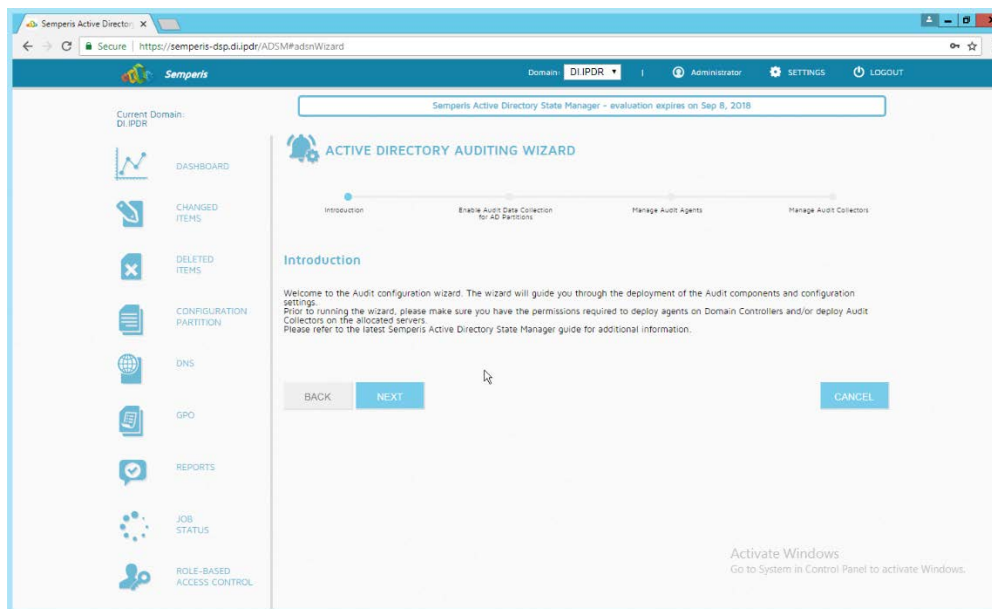 Semperis Active Director
Secure | https://semperis-dsp.di.ipdr/ADSM#adsnWizard
Semperis
Domain: DI.IPDR | Administrator SETTINGS LOGOUT
Current Domain:
DI.IPDR
Semperis Active Directory State Manager - evaluation expires on Sep 8, 2018
ACTIVE DIRECTORY AUDITING WIZARD
DASHBOARD
CHANGED
ITEMS
DELETED
ITEMS
CONFIGURATION
PARTITION
DNS
GPO
REPORTS
JOB
STATUS
ROLE-BASED
ACCESS CONTROL
Introduction
Enable Audit Data Collection
for AD Partitions
Manage Audit Agents
Manage Audit Collectors
Introduction
Welcome to the Audit configuration wizard. The wizard will guide you through the deployment of the Audit components and configuration
settings.
Prior to running the wizard, please make sure you have the permissions required to deploy agents on Domain Controllers and/or deploy Audit
Collectors on the allocated servers.
Please refer to the latest Semperis Active Directory State Manager guide for additional information.
BACK
NEXT
CANCEL
Activate Windows
Go to System in Control Panel to activate Windows.